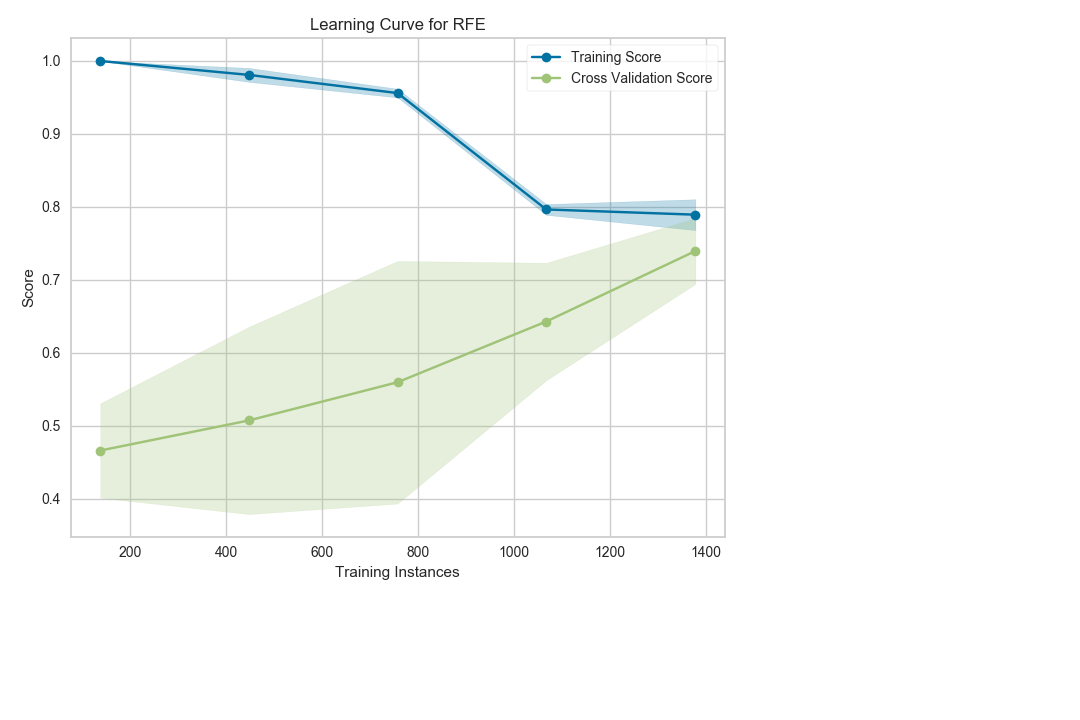 Learning Curve for RFE
Training Score
Cross Validation Score
1.0
0.9
0.8
0.7
0.6
0.5
0.4
Score
200 400 600 800 1000 1200 1400
Training Instances